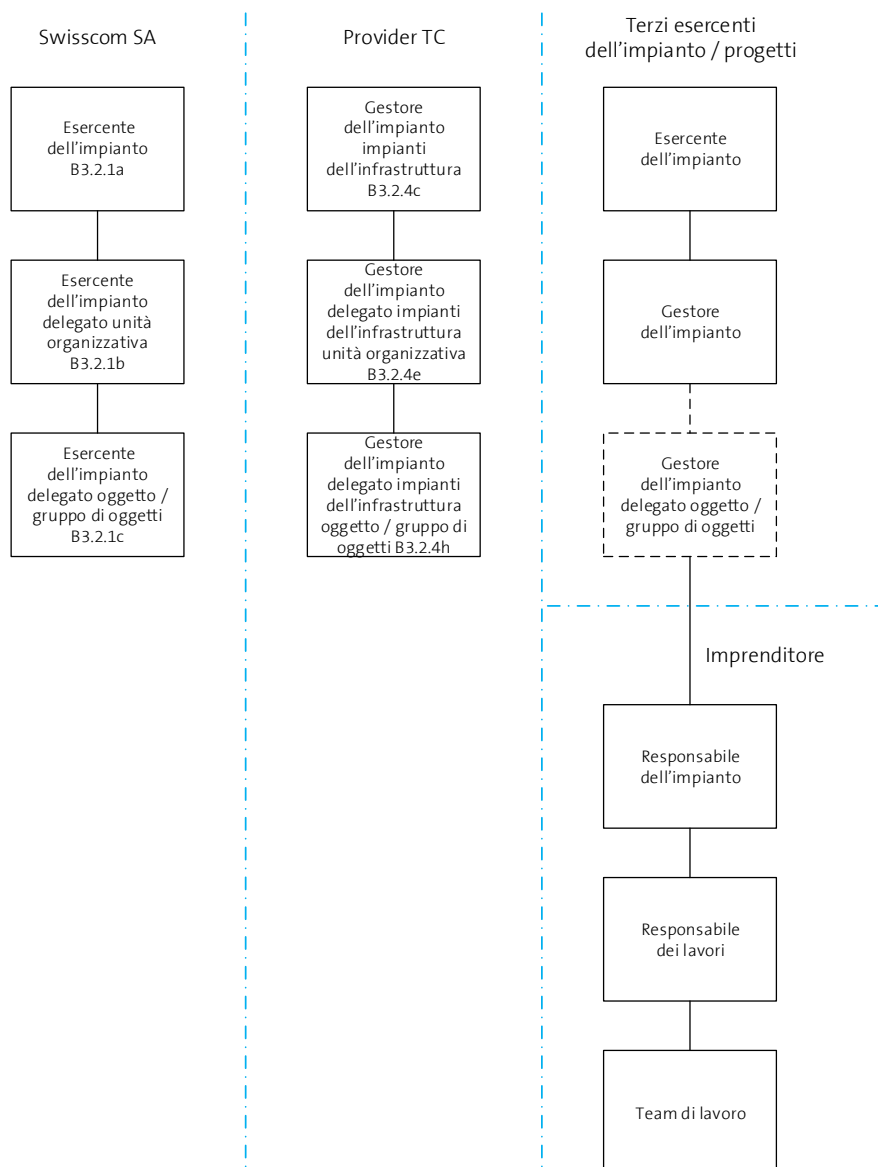 Swisscom SA
Esercente
dell'impianto
B3.2.1a
Esercente
dell'impianto
delegato unità
organizzativa
B3.2.1b
Esercente
dell'impianto
delegato oggetto /
gruppo di oggetti
B3.2.1c
Provider TC
Gestore
dell'impianto
impianti
dell'infrastruttura
B3.2.4c
Gestore
dell'impianto
delegato impianti
dell'infrastruttura
unità organizzativa
B3.2.4e
Gestore
dell'impianto
delegato impianti
dell'infrastruttura
oggetto / gruppo di
oggetti B3.2.4h
Terzi esercenti
dell'impianto / progetti
Esercente
dell'impianto
Gestore
dell'impianto
Gestore
dell'impianto
delegato oggetto /
gruppo di oggetti
Imprenditore
Responsabile
dell'impianto
Responsabile
dei lavori
Team di lavoro